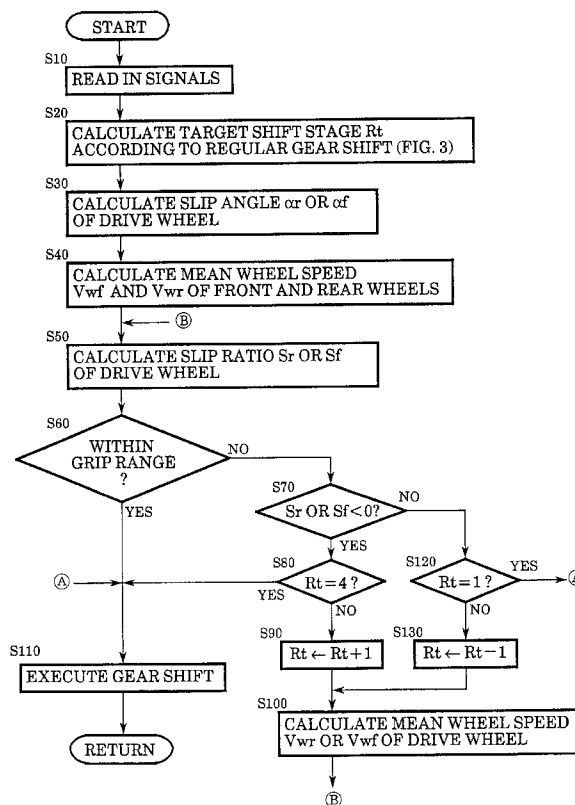 START
S10
READ IN SIGNALS
S20
CALCULATE TARGET SHIFT STAGE Rt
ACCORDING TO REGULAR GEAR SHIFT (FIG. 3)
S30
CALCULATE SLIP ANGLE αr OR αf
OF DRIVE WHEEL
S40
CALCULATE MEAN WHEEL SPEED
Vwf AND Vwr OF FRONT AND REAR WHEELS
Ⓑ
S50
CALCULATE SLIP RATIO Sr OR Sf
OF DRIVE WHEEL
S60
WITHIN
GRIP RANGE
?
NO
YES
S70
Sr OR Sf<0?
NO
YES
Ⓐ
S80
Rt=4?
YES
NO
S120
Rt=1?
YES
Ⓐ
NO
S90
Rt←Rt+1
S130
Rt←Rt−1
S110
EXECUTE GEAR SHIFT
S100
CALCULATE MEAN WHEEL SPEED
Vwr OR Vwf OF DRIVE WHEEL
RETURN
Ⓑ